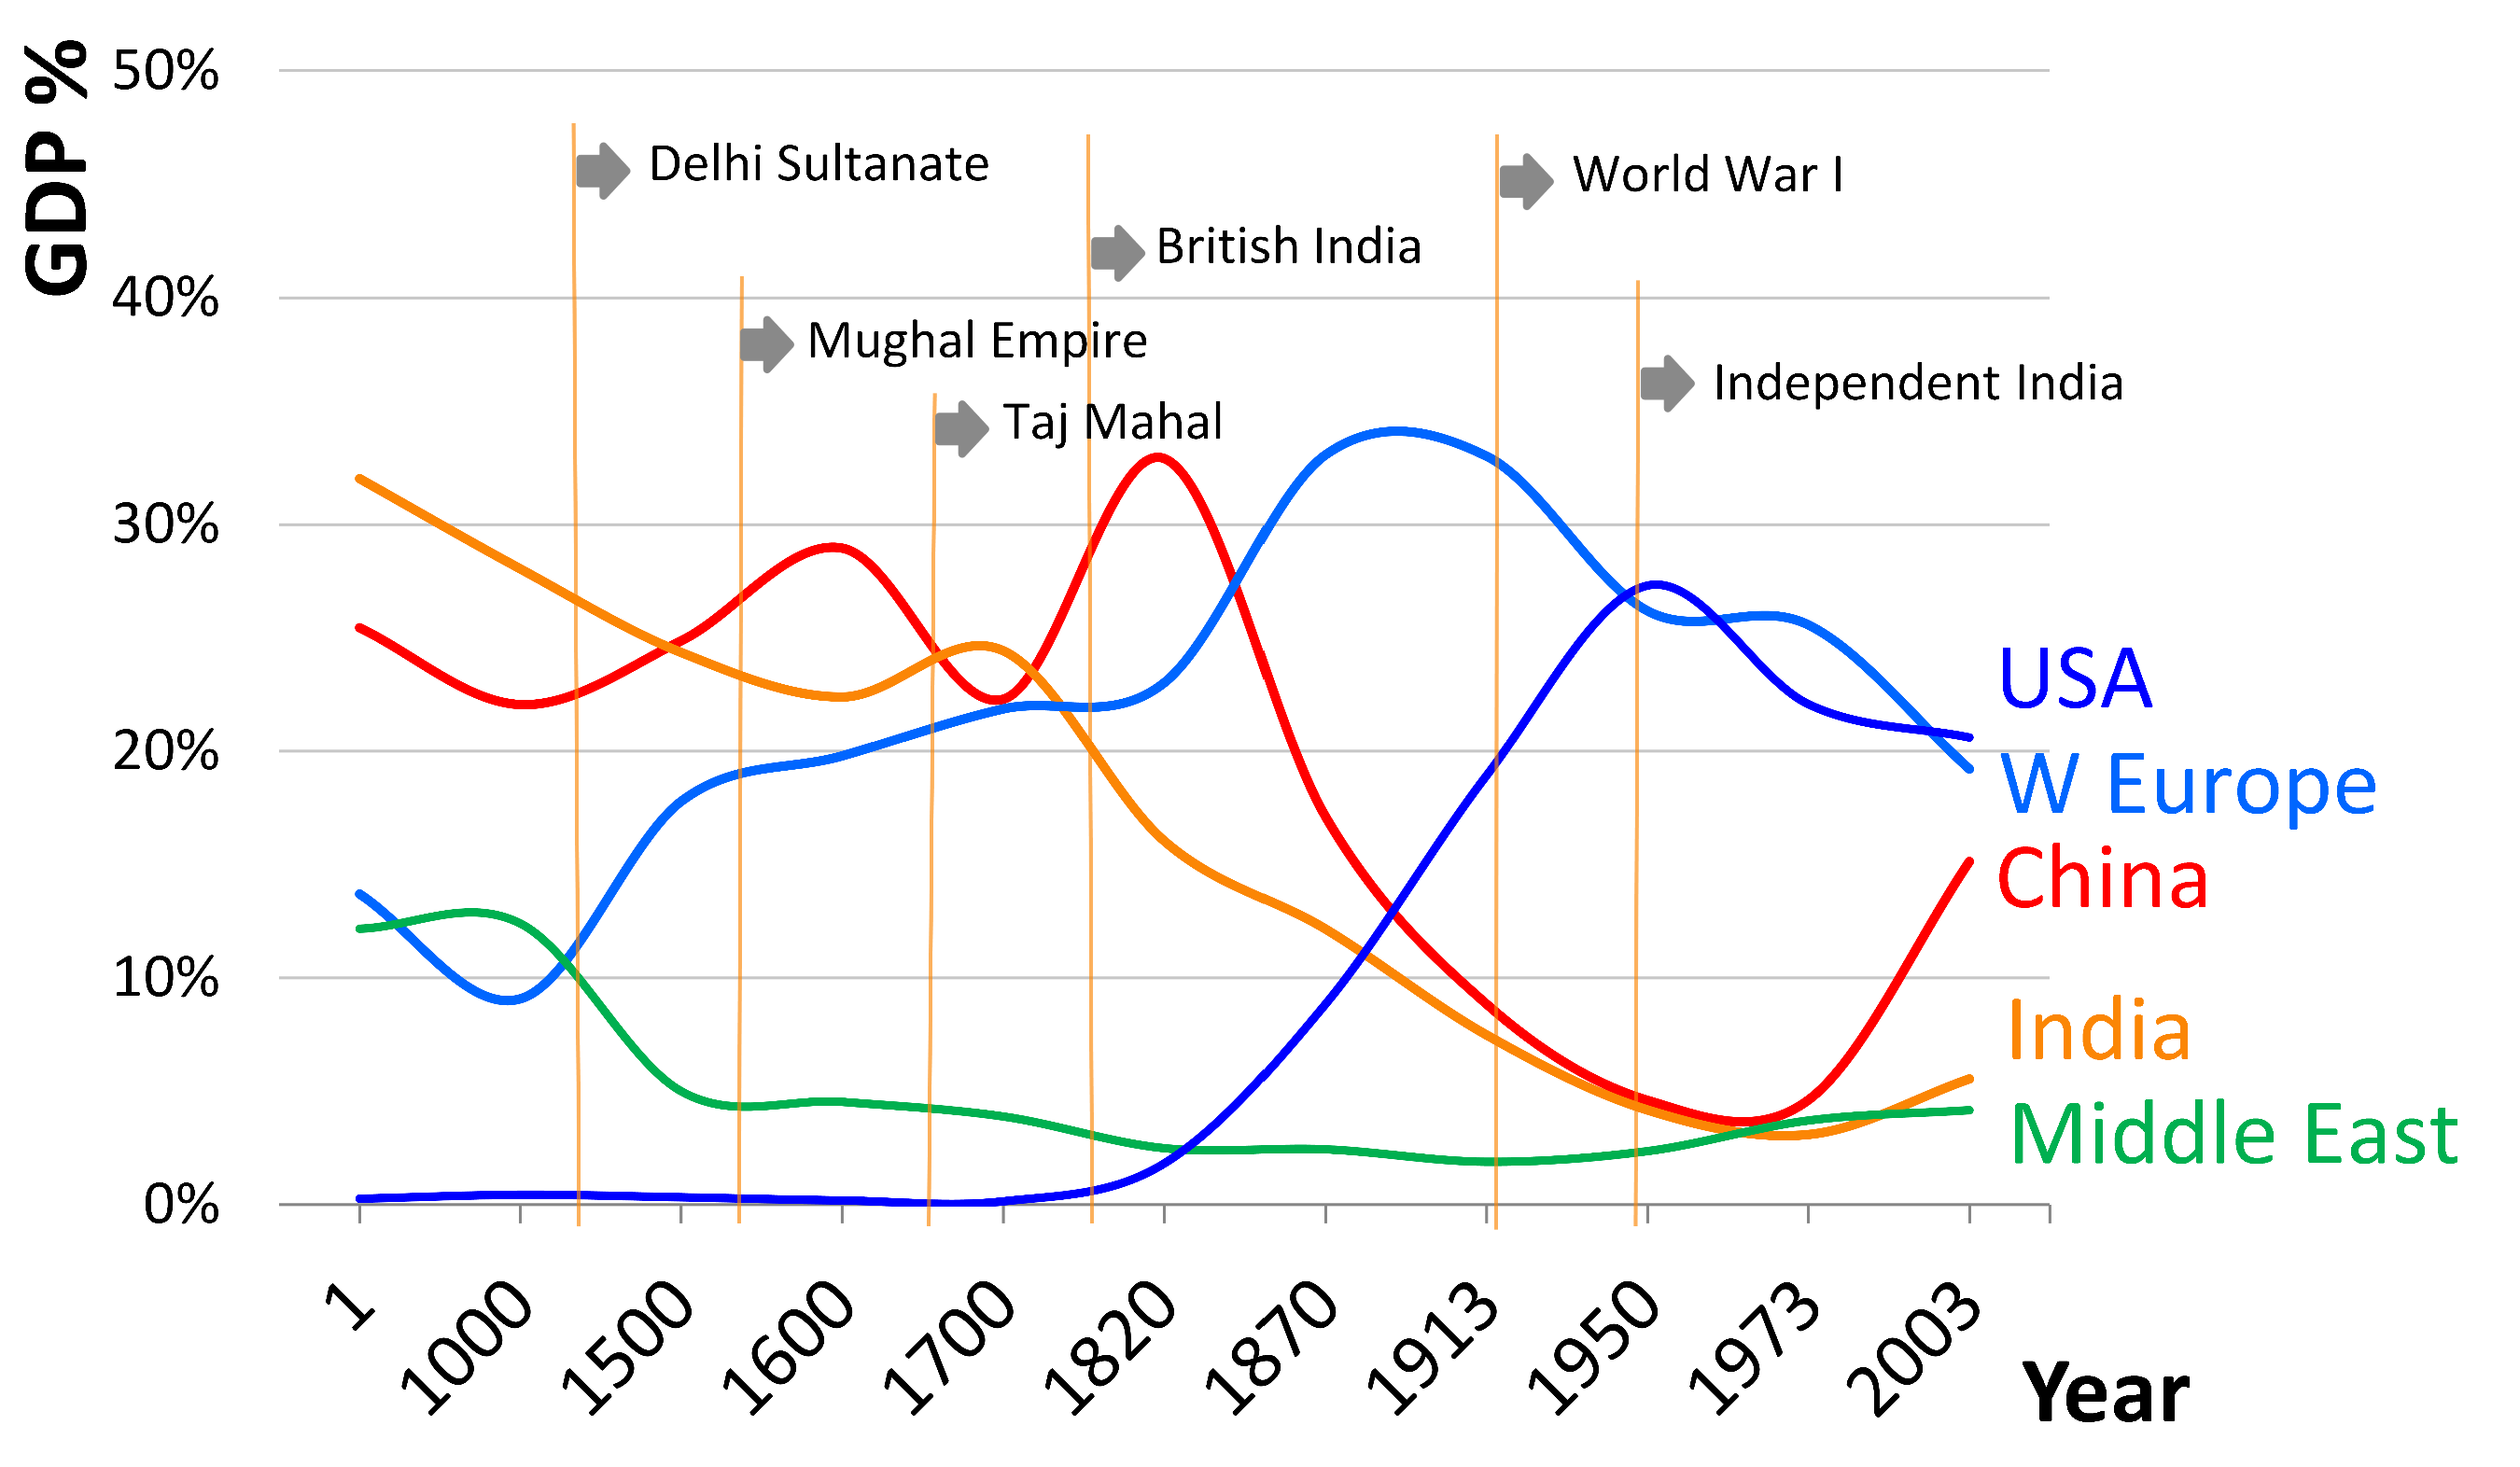 GDP %
50%
40%
30%
20%
10%
0%
Delhi Sultanate
World War I
British India
Mughal Empire
Independent India
Taj Mahal
USA
W Europe
China
India
Middle East
1
1000
1500
1600
1700
1820
1870
1913
1950
1973
2003
Year